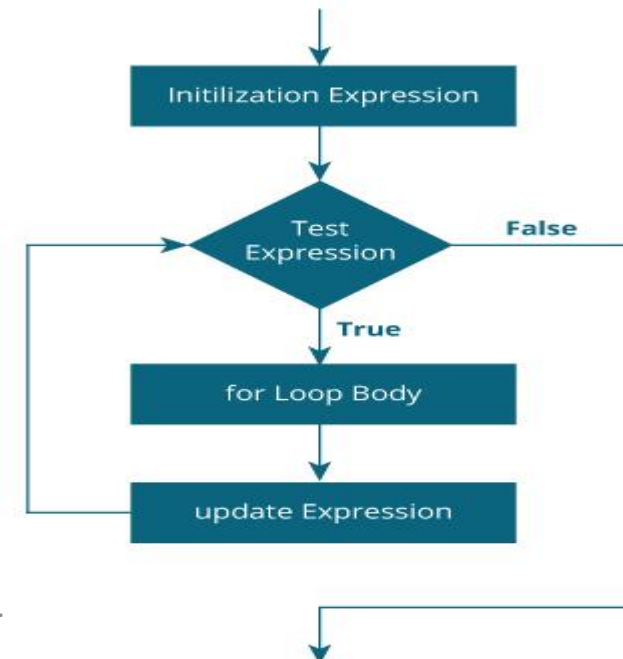 Initilization Expression
Test
Expression
False
True
for Loop Body
update Expression